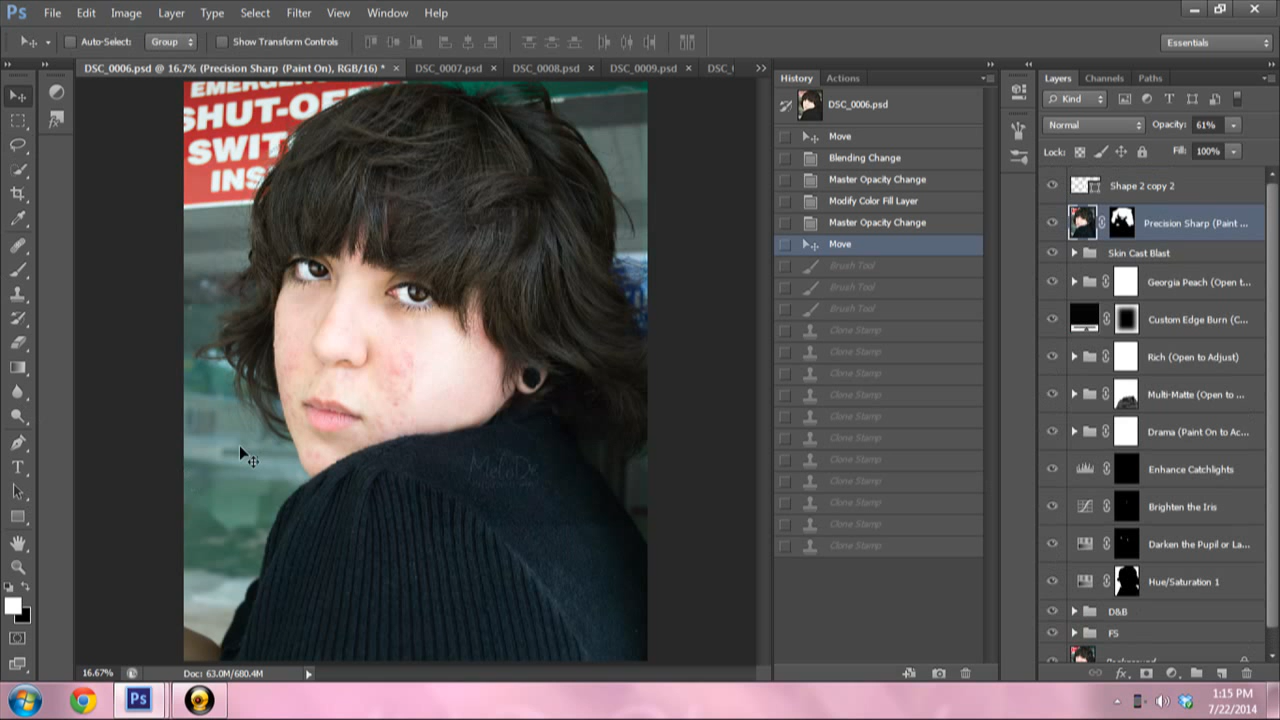 Ps File Edit Image Layer Type Select Filter View Window Help
Auto-Select: Group Show Transform Controls Essentials
DSC_0006.psd @ 16.7% (Precision Sharp (Paint On), RGB/16) * × DSC_0007.psd × DSC_0008.psd × DSC_0009.psd × DSC_(
History Actions
DSC_0006.psd
Move
Blending Change
Master Opacity Change
Modify Color Fill Layer
Master Opacity Change
Move
Brush Tool
Brush Tool
Brush Tool
Clone Stamp
Clone Stamp
Clone Stamp
Clone Stamp
Clone Stamp
Clone Stamp
Clone Stamp
Clone Stamp
Clone Stamp
Clone Stamp
Clone Stamp
Layers Channels Paths
Kind
Normal Opacity: 61%
Lock: Fill: 100%
Shape 2 copy 2
Precision Sharp (Paint ...
Skin Cast Blast
Georgia Peach (Open t...
Custom Edge Burn (C...
Rich (Open to Adjust)
Multi-Matte (Open to ...
Drama (Paint On to Ac...
Enhance Catchlights
Brighten the Iris
Darken the Pupil or La...
Hue/Saturation 1
D&B
FS
Background
EMERGEN
SHUT-OF
SWIT
INS
16.67% Doc: 63.0M/680.4M
Ps
1:15 PM
7/22/2014